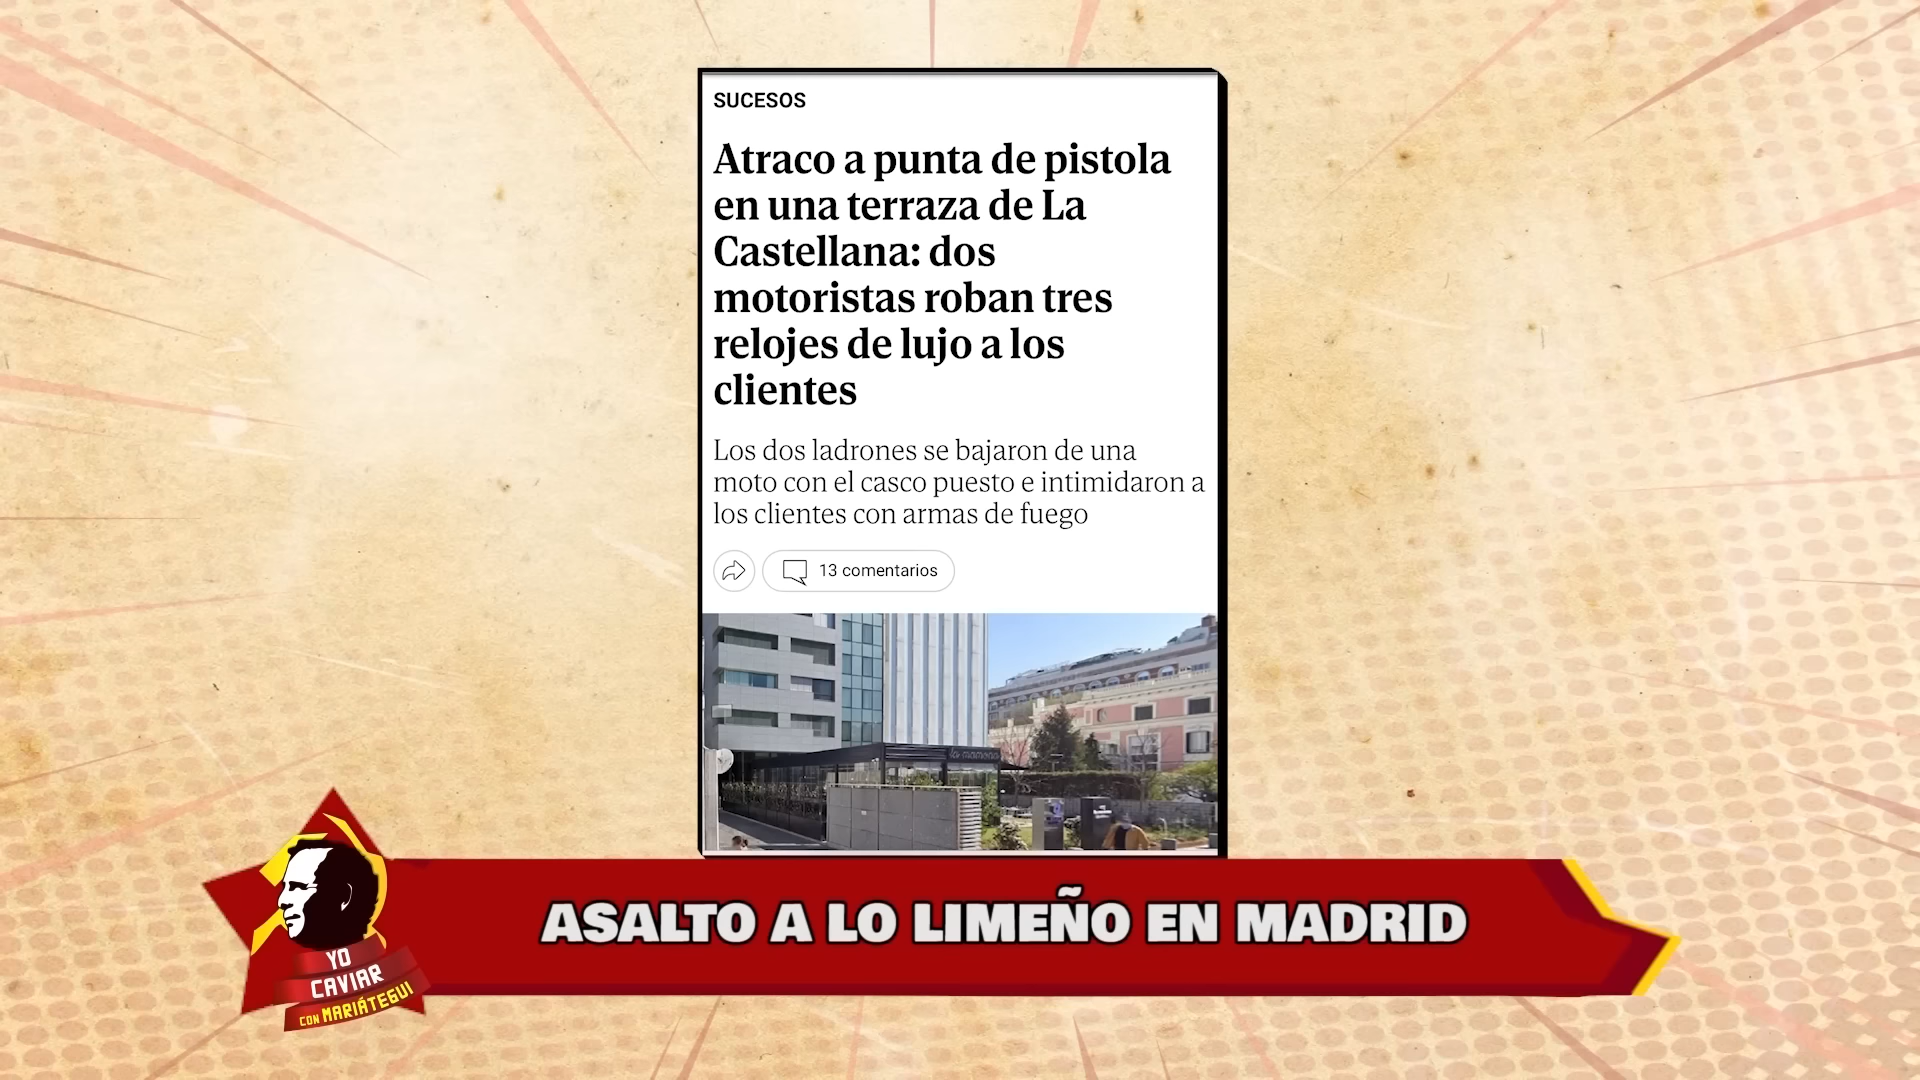 SUCESOS
Atraco a punta de pistola
en una terraza de La
Castellana: dos
motoristas roban tres
relojes de lujo a los
clientes
Los dos ladrones se bajaron de una
moto con el casco puesto e intimidaron a
los clientes con armas de fuego
13 comentarios
la mamona
ASALTO A LO LIMEÑO EN MADRID
YO
CAVIAR
CON MARIÁTEGUI